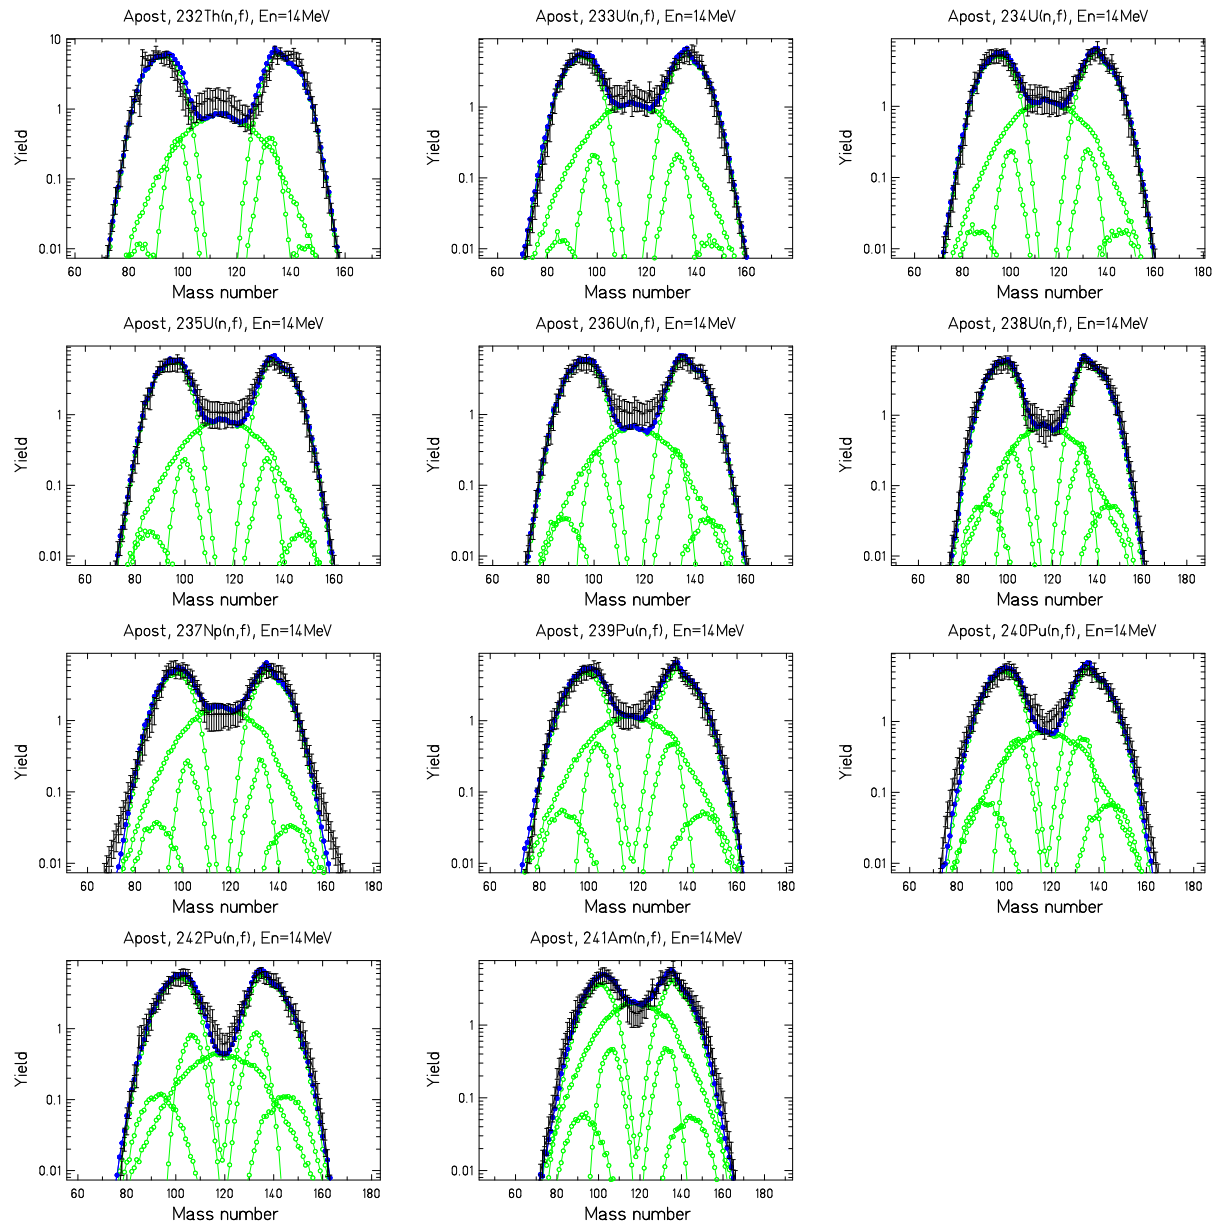 Apost, 232Th(n,f), En=14MeV
Yield
10
1
0.1
0.01
60 80 100 120 140 160
Mass number
Apost, 233U(n,f), En=14MeV
Yield
1
0.1
0.01
60 80 100 120 140 160
Mass number
Apost, 234U(n,f), En=14MeV
Yield
1
0.1
0.01
60 80 100 120 140 160 180
Mass number
Apost, 235U(n,f), En=14MeV
Yield
1
0.1
0.01
60 80 100 120 140 160
Mass number
Apost, 236U(n,f), En=14MeV
Yield
1
0.1
0.01
60 80 100 120 140 160
Mass number
Apost, 238U(n,f), En=14MeV
Yield
1
0.1
0.01
60 80 100 120 140 160 180
Mass number
Apost, 237Np(n,f), En=14MeV
Yield
1
0.1
0.01
60 80 100 120 140 160 180
Mass number
Apost, 239Pu(n,f), En=14MeV
Yield
1
0.1
0.01
60 80 100 120 140 160 180
Mass number
Apost, 240Pu(n,f), En=14MeV
Yield
1
0.1
0.01
60 80 100 120 140 160 180
Mass number
Apost, 242Pu(n,f), En=14MeV
Yield
1
0.1
0.01
60 80 100 120 140 160 180
Mass number
Apost, 241Am(n,f), En=14MeV
Yield
1
0.1
0.01
60 80 100 120 140 160 180
Mass number